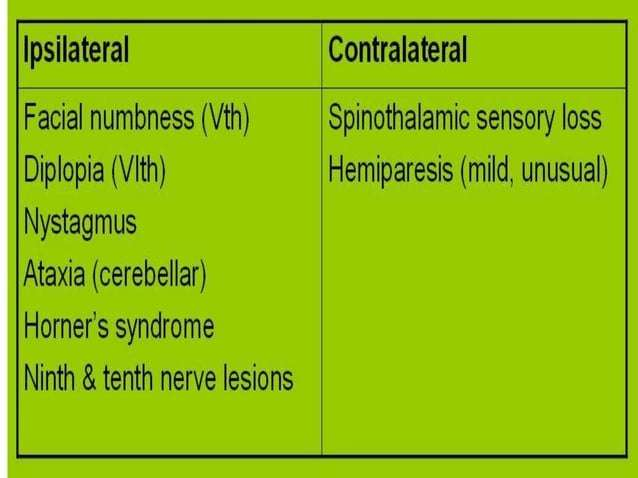 Ipsilateral
Contralateral
Facial numbness (Vth)
Diplopia (VIth)
Nystagmus
Ataxia (cerebellar)
Horner's syndrome
Ninth & tenth nerve lesions
Spinothalamic sensory loss
Hemiparesis (mild, unusual)